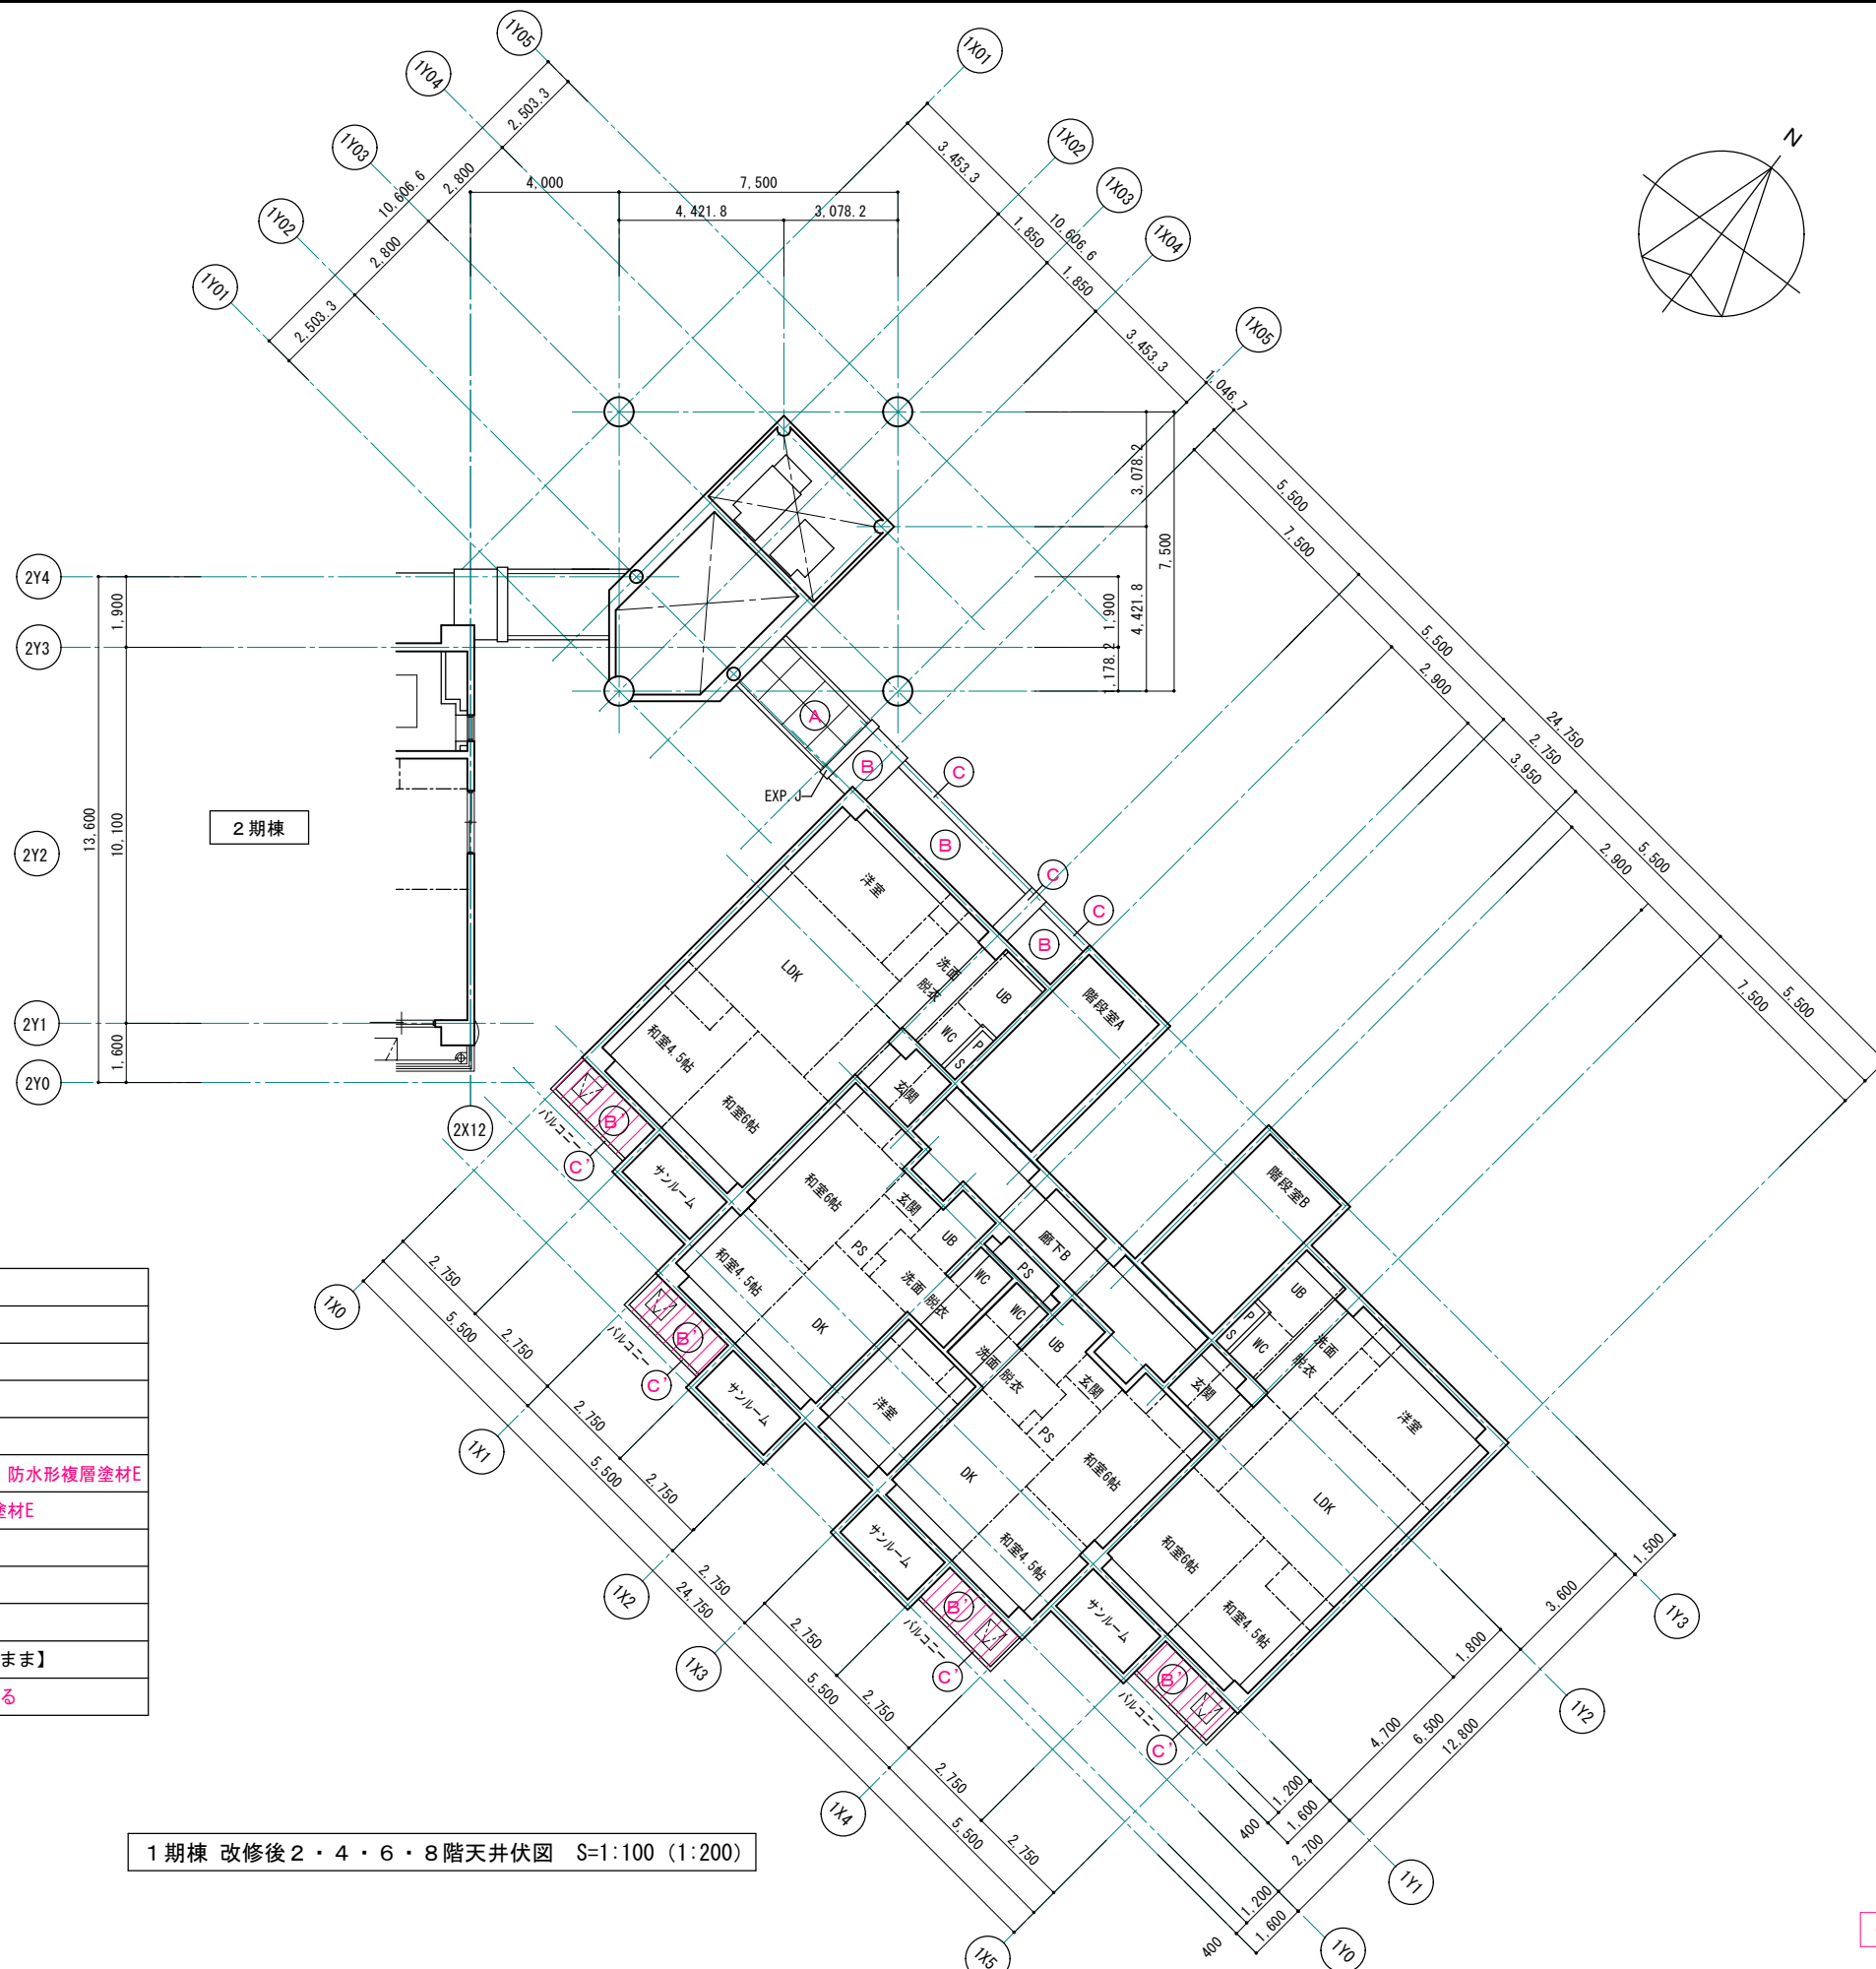 1Y05
1Y04
1Y03
1Y02
1Y01
1X01
1X02
1X03
1X04
1X05
N
2,503.3
2,800
10,606.6
2,800
2,503.3
4,000
7,500
4,421.8
3,078.2
3,453.3
1,850
10,606.6
1,850
3,453.3
1,046.7
3,078.2
7,500
4,421.8
1,900
1,178.2
5,500
7,500
5,500
2,900
24,750
2,750
3,950
5,500
2,900
5,500
7,500
2Y4
2Y3
2Y2
2Y1
2Y0
1,900
13,600
10,100
1,600
2期棟
2X12
A
B
C
EXP.J
B
C
C
B
洋室
LDK
洗面
脱衣
UB
WC
P
S
階段室A
和室4.5帖
和室6帖
玄関
バルコニー
B'
C'
サンルーム
和室6帖
玄関
UB
PS
和室4.5帖
洗面
脱衣
WC
PS
廊下B
階段室B
DK
WC
UB
洗面
脱衣
玄関
PS
洋室
バルコニー
B'
C'
サンルーム
DK
和室6帖
和室4.5帖
サンルーム
バルコニー
B'
C'
UB
P
S
WC
洗面
脱衣
玄関
洋室
LDK
和室6帖
和室4.5帖
サンルーム
バルコニー
B'
C'
1X0
1X1
1X2
1X3
1X4
1X5
2,750
5,500
2,750
2,750
5,500
2,750
2,750
24,750
2,750
5,500
2,750
2,750
5,500
2,750
1Y3
1Y2
1Y1
1Y0
1,500
3,600
1,800
4,700
6,500
12,800
1,200
400
1,600
2,700
1,200
400
1,600
防水形複層塗材E
塗材E
まま】
る
1期棟 改修後2・4・6・8階天井伏図 S=1:100 (1:200)